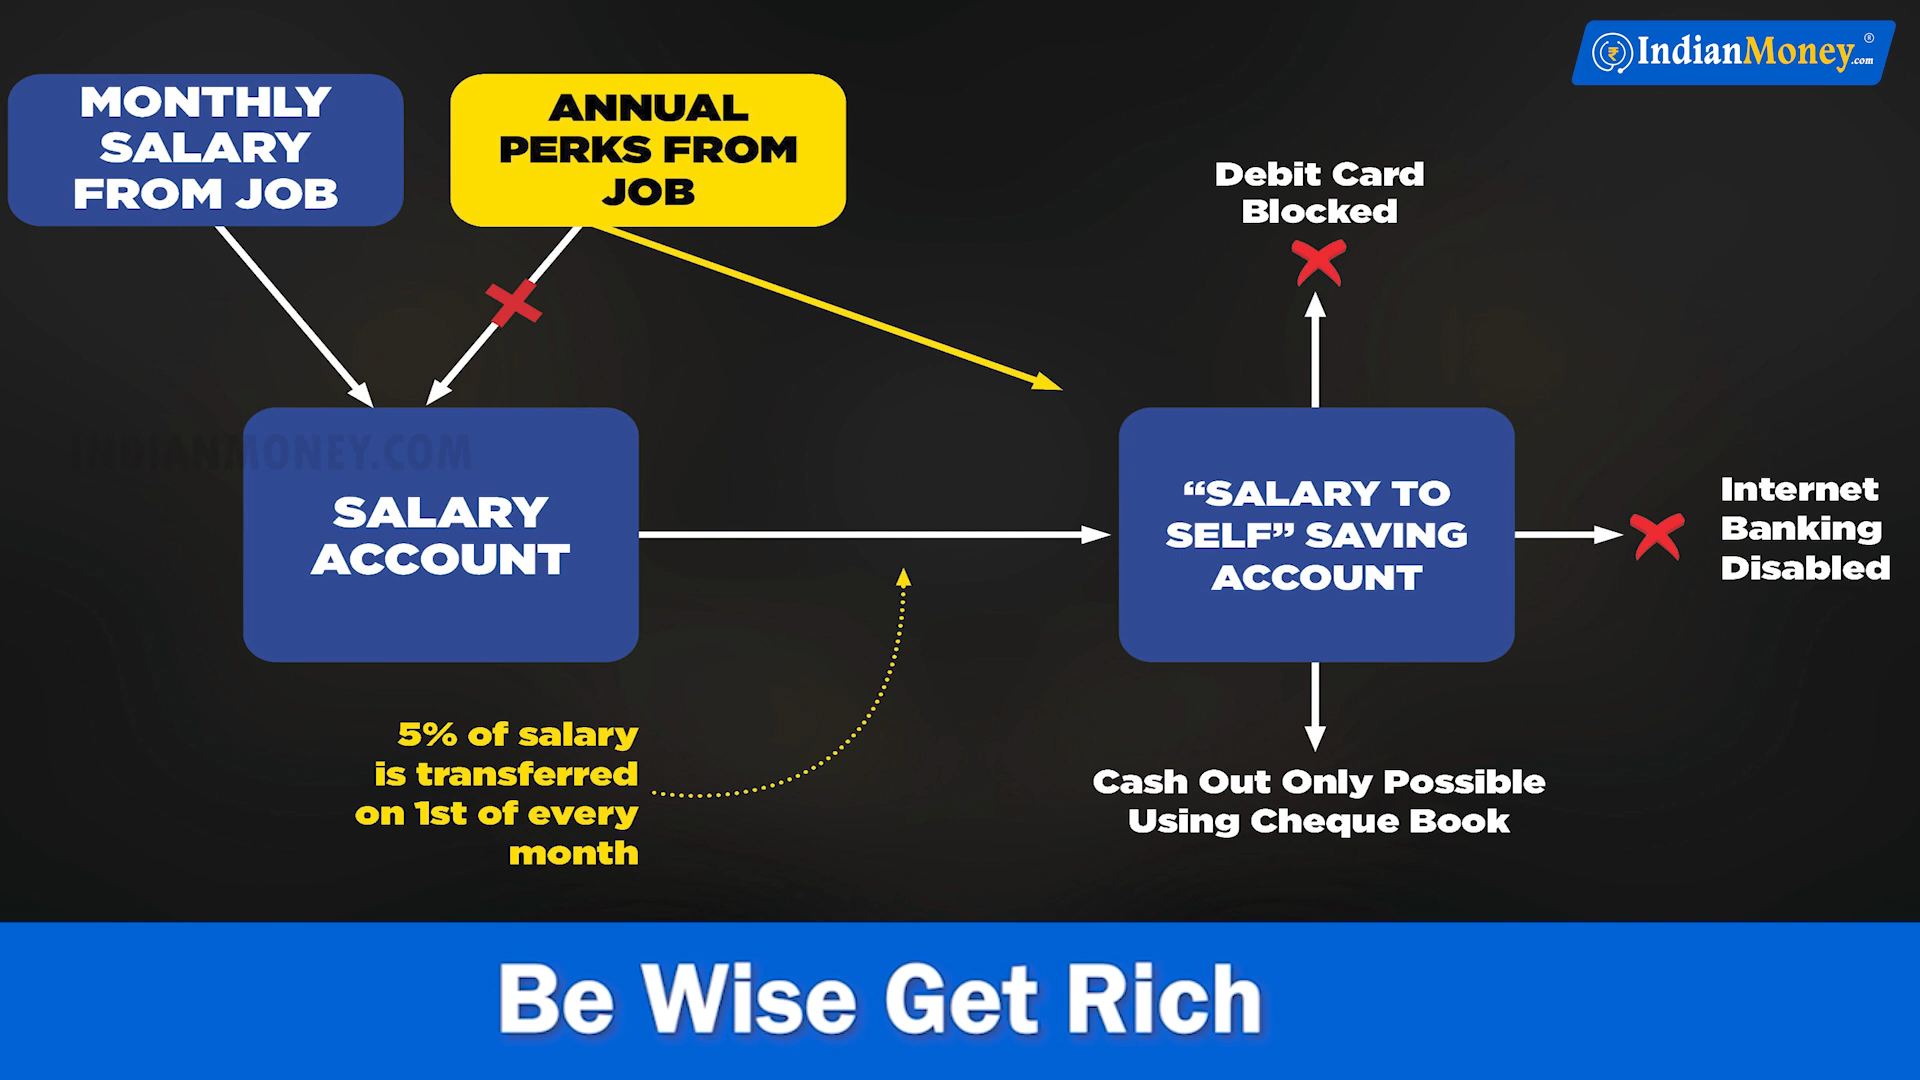 IndianMoney.com®
MONTHLY
SALARY
FROM JOB
ANNUAL
PERKS FROM
JOB
Debit Card
Blocked
INDIANMONEY.COM
SALARY
ACCOUNT
“SALARY TO
SELF” SAVING
ACCOUNT
Internet
Banking
Disabled
5% of salary
is transferred
on 1st of every
month
Cash Out Only Possible
Using Cheque Book
Be Wise Get Rich